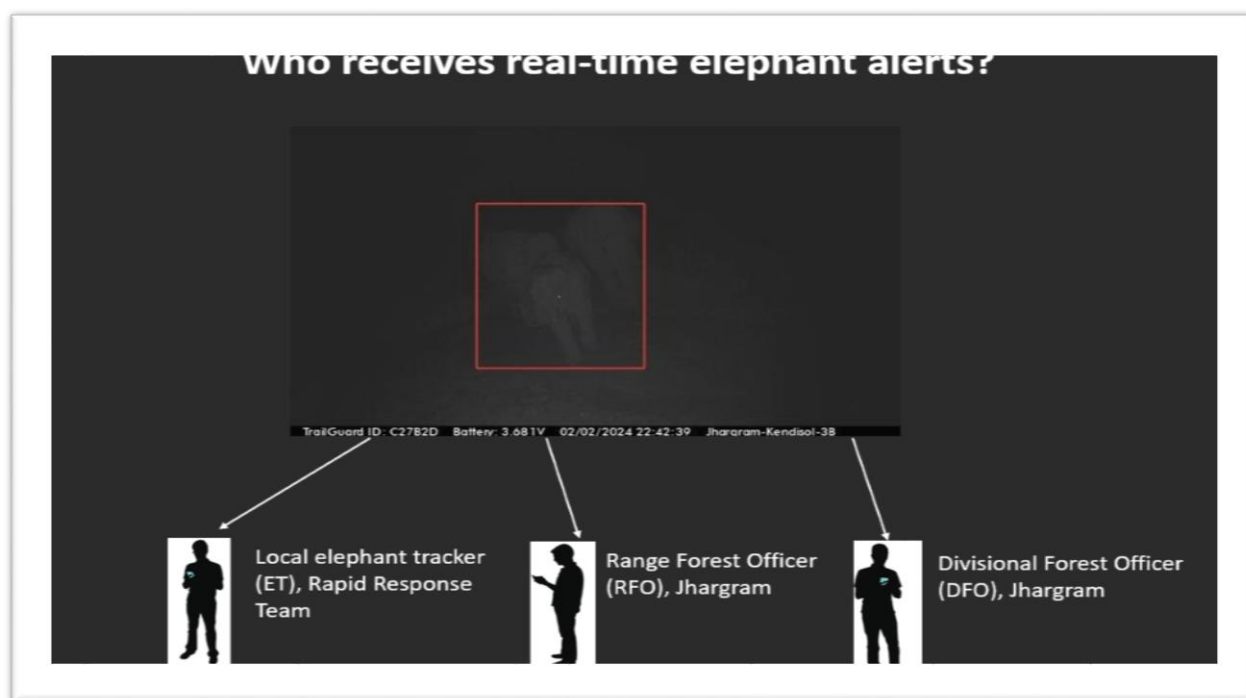 Who receives real-time elephant alerts?
TrailGuard ID: C27B2D Battery: 3.681V 02/02/2024 22:42:39 Jhargram-Kendisol-3B
Local elephant tracker
(ET), Rapid Response
Team
Range Forest Officer
(RFO), Jhargram
Divisional Forest Officer
(DFO), Jhargram